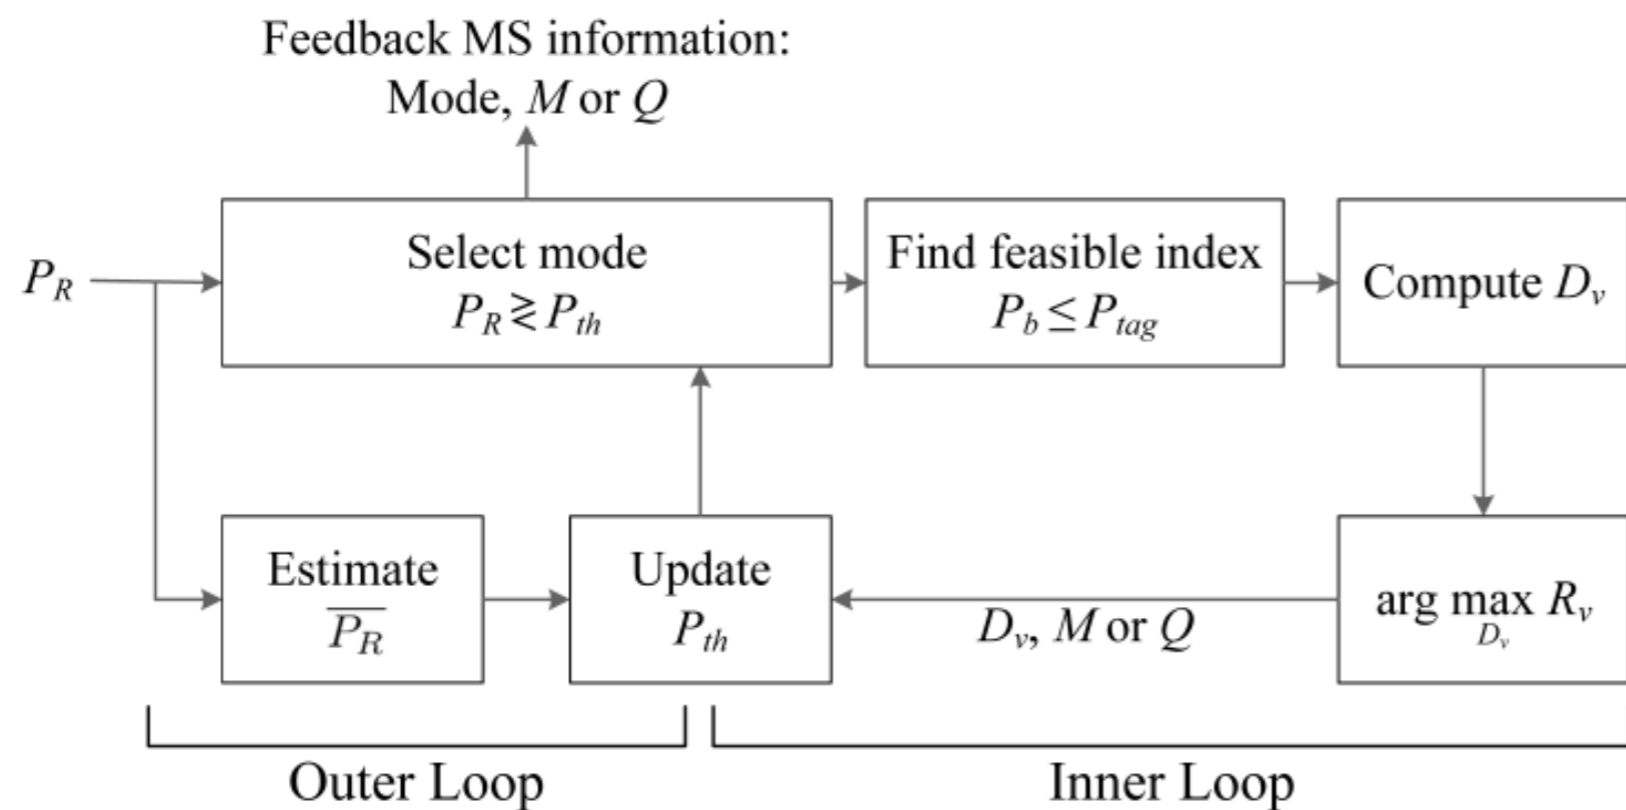 Feedback MS information:
Mode, M or Q
P_R
Select mode
P_R ≷ P_th
Find feasible index
P_b ≤ P_tag
Compute D_v
Estimate
\overline{P_R}
Update
P_th
D_v, M or Q
arg max R_v
D_v
Outer Loop
Inner Loop